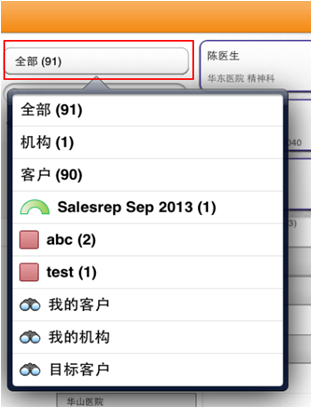 全部 (91)
陈医生
华东医院 精神科
全部 (91)
机构 (1)
040
客户 (90)
Salesrep Sep 2013 (1)
3)
abc (2)
test (1)
我的客户
我的机构
目标客户
华山医院